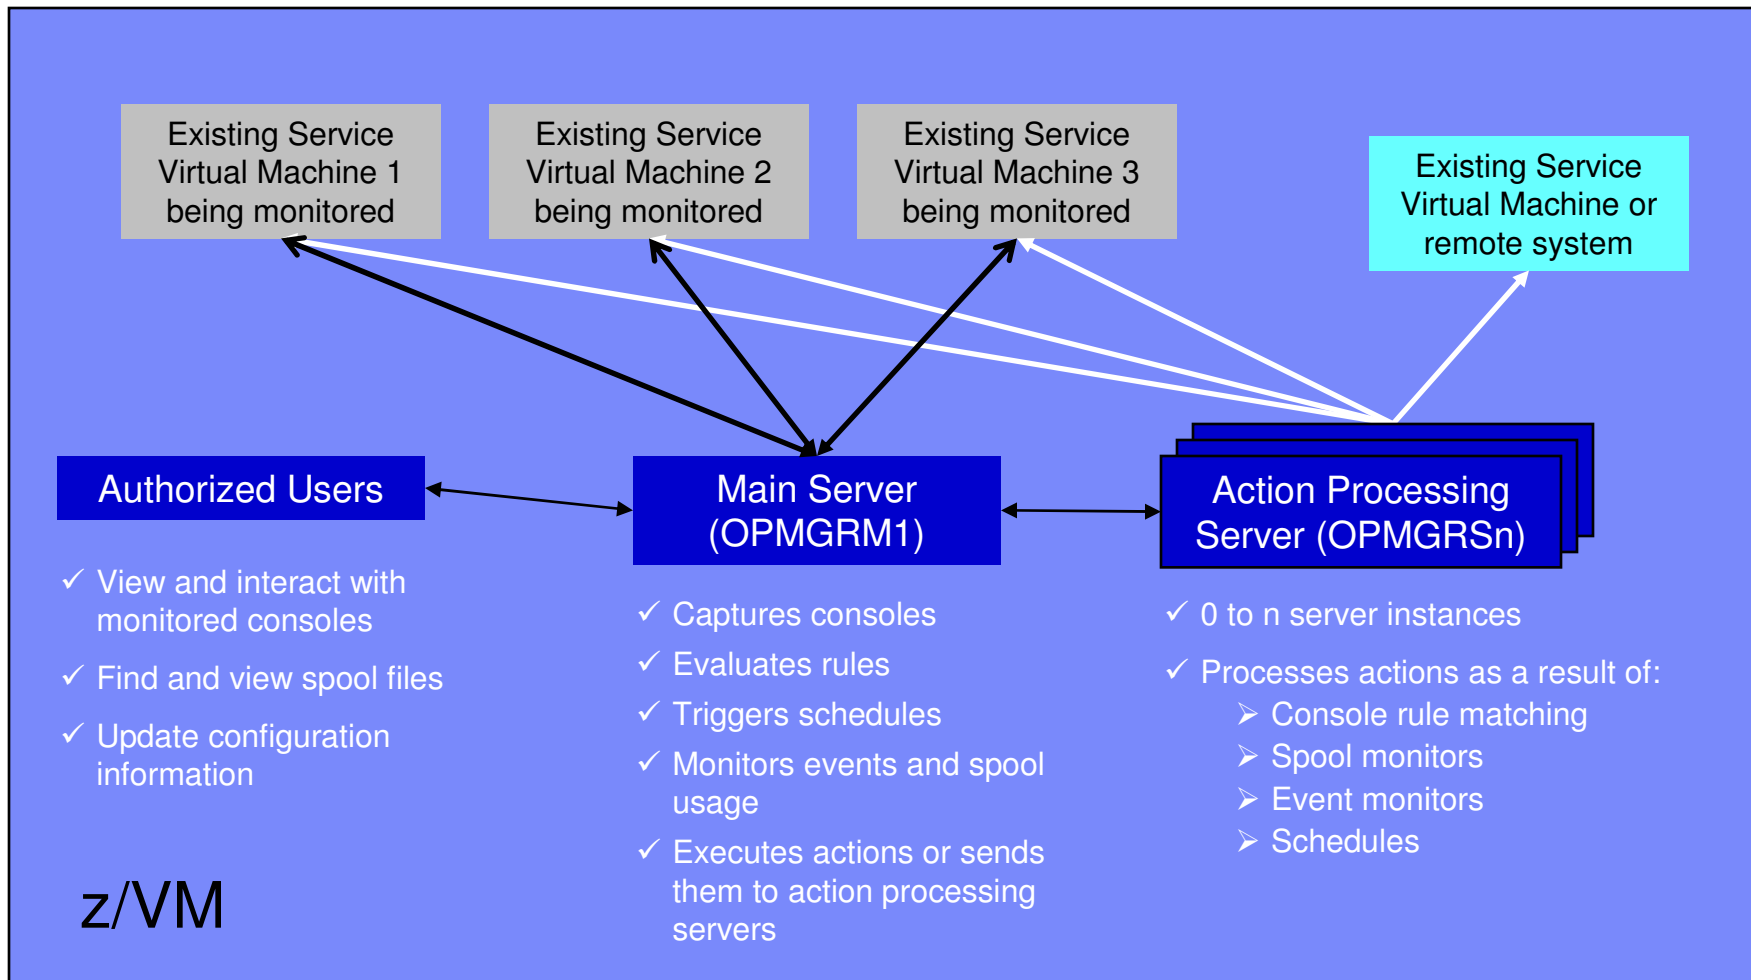 Existing Service
Virtual Machine 1
being monitored
Existing Service
Virtual Machine 2
being monitored
Existing Service
Virtual Machine 3
being monitored
Existing Service
Virtual Machine or
remote system
Authorized Users
Main Server
(OPMGRM1)
Action Processing
Server (OPMGRSn)
✓ View and interact with
monitored consoles
✓ Find and view spool files
✓ Update configuration
information
✓ Captures consoles
✓ Evaluates rules
✓ Triggers schedules
✓ Monitors events and spool
usage
✓ Executes actions or sends
them to action processing
servers
✓ 0 to n server instances
✓ Processes actions as a result of:
➢ Console rule matching
➢ Spool monitors
➢ Event monitors
➢ Schedules
z/VM